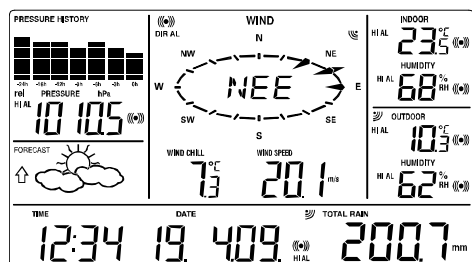 PRESSURE HISTORY
-24h -18h -12h -9h -6h -3h 0h
rel PRESSURE hPa
HI AL 1010.5
FORECAST
WIND
DIR AL
N
NW NE
W NEE E
SW SE
S
WIND CHILL WIND SPEED
7.3 °C 20.1 m/s
INDOOR
HI AL 23.5 °C
HUMIDITY
HI AL 68 % RH
OUTDOOR
HI AL 10.3 °C
HUMIDITY
HI AL 62 % RH
TIME DATE TOTAL RAIN
12:34 19. 4.09. HI AL 200.7 mm